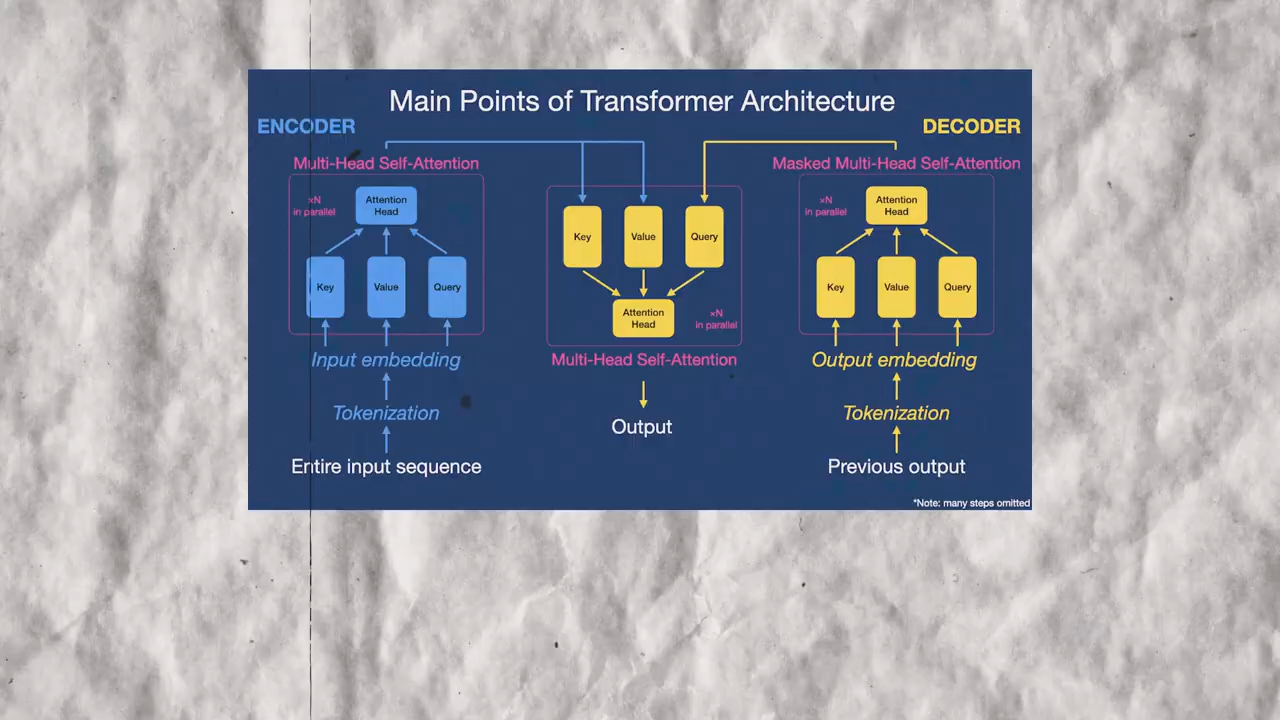 Main Points of Transformer Architecture
ENCODER
DECODER
Multi-Head Self-Attention
×N
in parallel
Attention
Head
Key
Value
Query
Input embedding
Tokenization
Entire input sequence
Key
Value
Query
Attention
Head
×N
in parallel
Multi-Head Self-Attention
Output
Masked Multi-Head Self-Attention
×N
in parallel
Attention
Head
Key
Value
Query
Output embedding
Tokenization
Previous output
*Note: many steps omitted